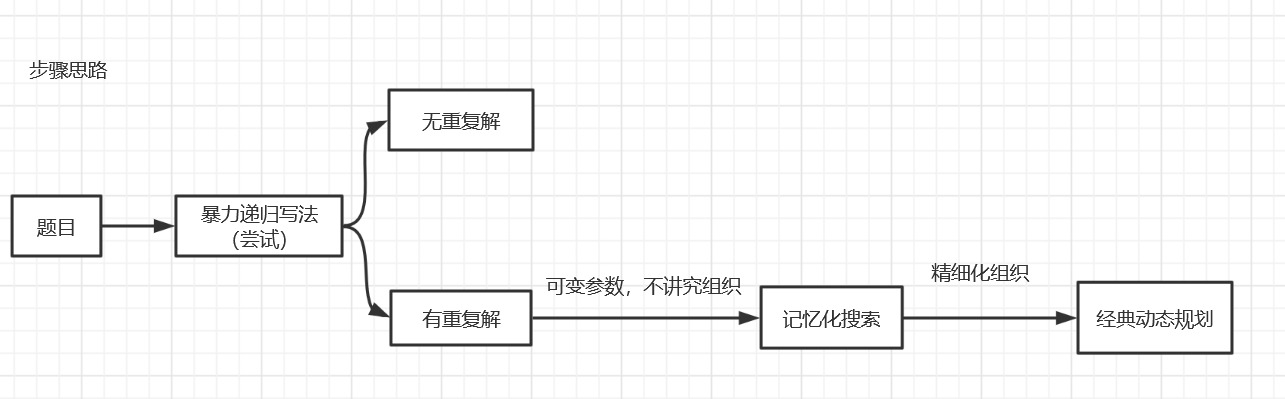 步骤思路
无重复解
题目
暴力递归写法
(尝试)
有重复解
可变参数，不讲究组织
记忆化搜索
精细化组织
经典动态规划